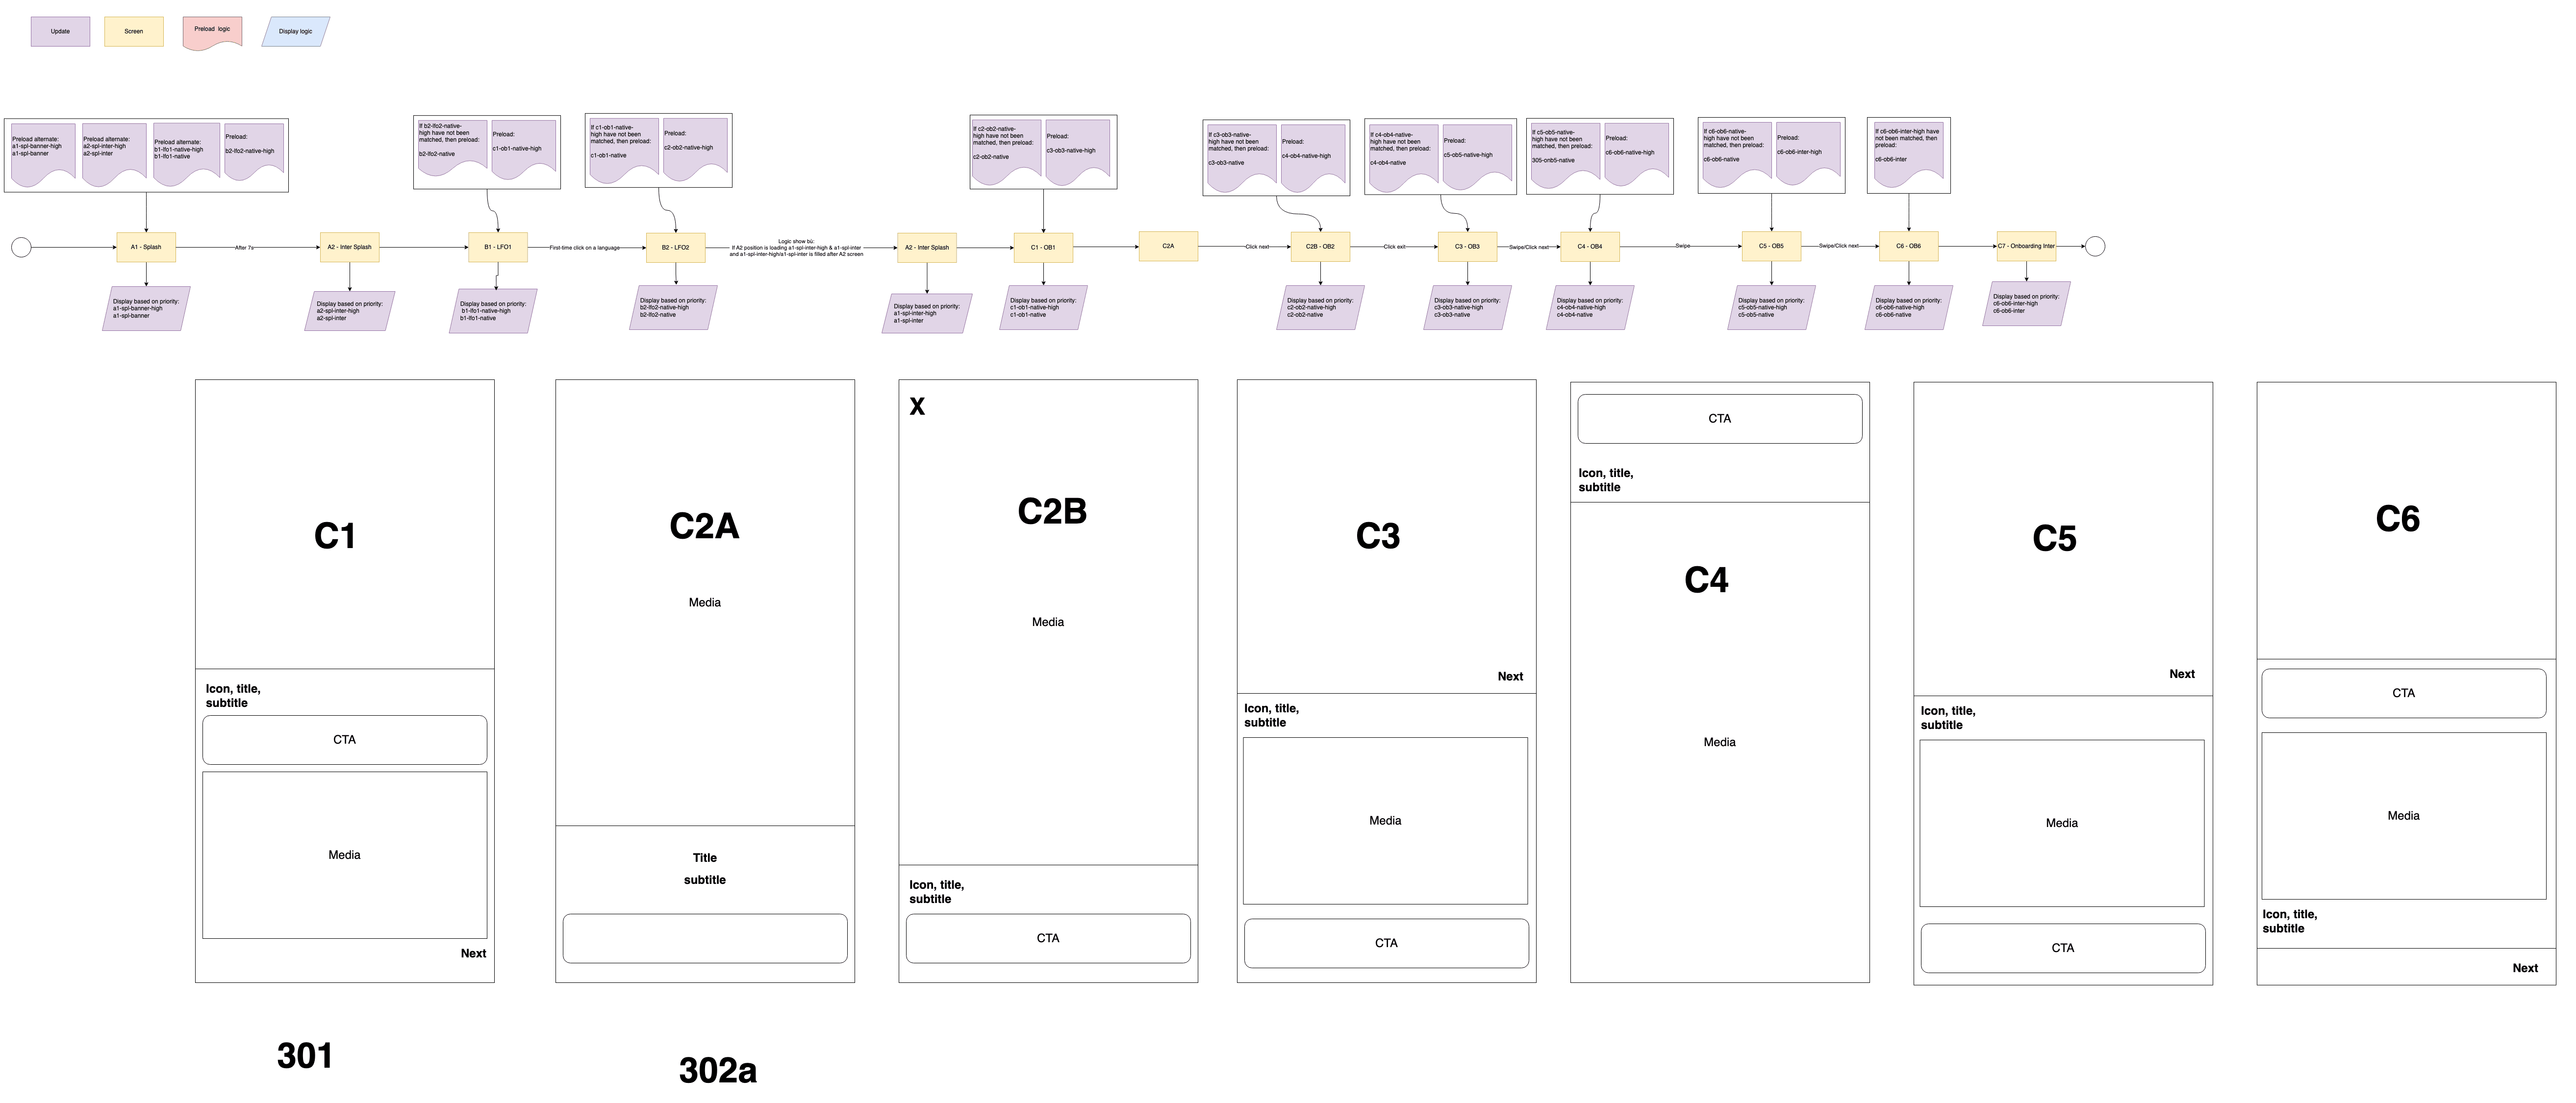 Update
Screen
Preload logic
Display logic
Preload alternate:
a1-spl-banner-high
a1-spl-banner
Preload alternate:
a2-spl-inter-high
a2-spl-inter
Preload alternate:
b1-lfo1-native-high
b1-lfo1-native
Preload:
b2-lfo2-native-high
If b2-lfo2-native-
high have not been
matched, then preload:
b2-lfo2-native
Preload:
c1-ob1-native-high
If c1-ob1-native-
high have not been
matched, then preload:
c1-ob1-native
Preload:
c2-ob2-native-high
If c2-ob2-native-
high have not been
matched, then preload:
c2-ob2-native
Preload:
c3-ob3-native-high
If c3-ob3-native-
high have not been
matched, then preload:
c3-ob3-native
Preload:
c4-ob4-native-high
If c4-ob4-native-
high have not been
matched, then preload:
c4-ob4-native
Preload:
c5-ob5-native-high
If c5-ob5-native-
high have not been
matched, then preload:
305-onb5-native
Preload:
c6-ob6-native-high
If c6-ob6-native-
high have not been
matched, then preload:
c6-ob6-native
Preload:
c6-ob6-inter-high
If c6-ob6-inter-high have
not been matched, then
preload:
c6-ob6-inter
A1 - Splash
After 7s
A2 - Inter Splash
B1 - LFO1
First-time click on a language
B2 - LFO2
Logic show bù:
If A2 position is loading a1-spl-inter-high & a1-spl-inter
and a1-spl-inter-high/a1-spl-inter is filled after A2 screen
A2 - Inter Splash
C1 - OB1
C2A
Click next
C2B - OB2
Click exit
C3 - OB3
Swipe/Click next
C4 - OB4
Swipe
C5 - OB5
Swipe/Click next
C6 - OB6
C7 - Onboarding Inter
Display based on priority:
a1-spl-banner-high
a1-spl-banner
Display based on priority:
a2-spl-inter-high
a2-spl-inter
Display based on priority:
b1-lfo1-native-high
b1-lfo1-native
Display based on priority:
b2-lfo2-native-high
b2-lfo2-native
Display based on priority:
a1-spl-inter-high
a1-spl-inter
Display based on priority:
c1-ob1-native-high
c1-ob1-native
Display based on priority:
c2-ob2-native-high
c2-ob2-native
Display based on priority:
c3-ob3-native-high
c3-ob3-native
Display based on priority:
c4-ob4-native-high
c4-ob4-native
Display based on priority:
c5-ob5-native-high
c5-ob5-native
Display based on priority:
c6-ob6-native-high
c6-ob6-native
Display based on priority:
c6-ob6-inter-high
c6-ob6-inter
C1
Icon, title,
subtitle
CTA
Media
Next
C2A
Media
Title
subtitle
X
C2B
Media
Icon, title,
subtitle
CTA
C3
Next
Icon, title,
subtitle
Media
CTA
CTA
Icon, title,
subtitle
C4
Media
C5
Next
Icon, title,
subtitle
Media
CTA
C6
CTA
Media
Icon, title,
subtitle
Next
301
302a